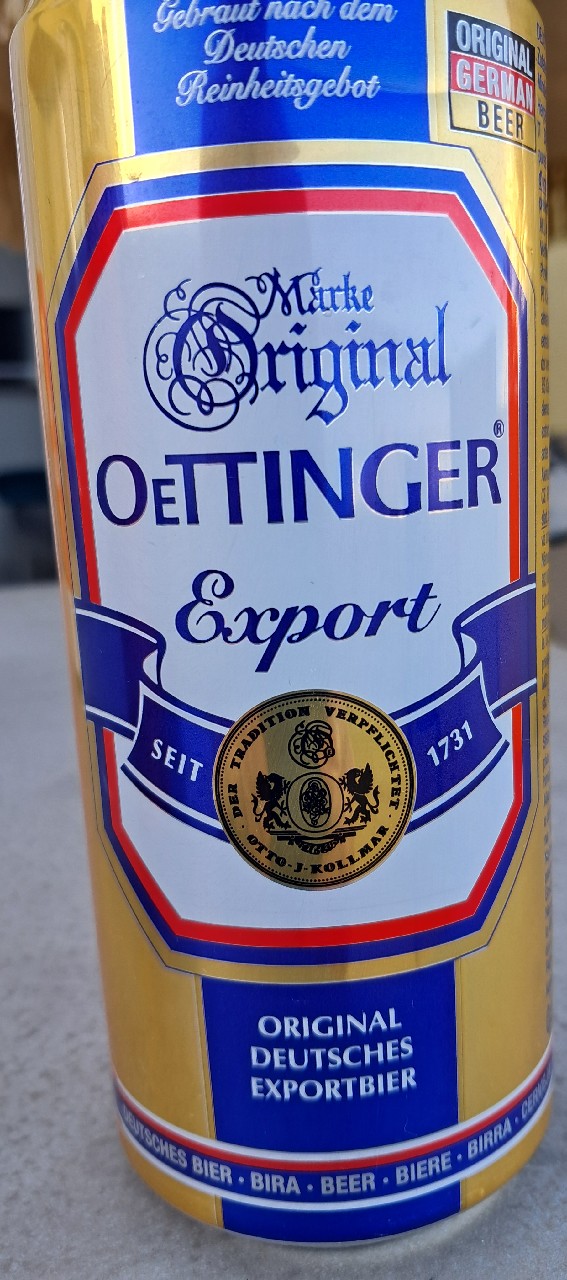 Gebraut nach dem
Deutschen
Reinheitsgebot
ORIGINAL
GERMAN
BEER
Marke
Original
OETTINGER®
Export
SEIT
1731
DER TRADITION VERPFLICHTET
· OTTO-J-KOLLMAR ·
ORIGINAL
DEUTSCHES
EXPORTBIER
DEUTSCHES BIER · BIRA · BEER · BIERE · BIRRA ·